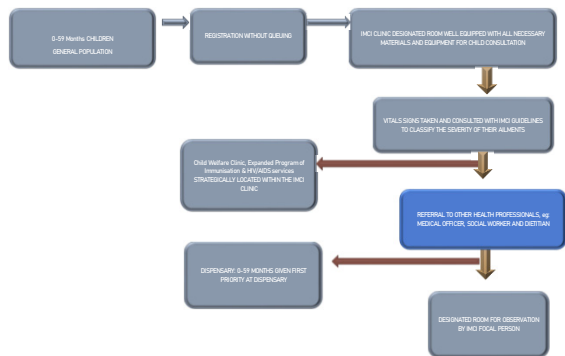 0-59 Months CHILDREN
GENERAL POPULATION
REGISTRATION WITHOUT QUEUING
IMCI CLINIC DESIGNATED ROOM WELL EQUIPPED WITH ALL NECESSARY
MATERIALS AND EQUIPMENT FOR CHILD CONSULTATION
VITALS SIGNS TAKEN AND CONSULTED WITH IMCI GUIDELINES
TO CLASSIFY THE SEVERITY OF THEIR AILMENTS
Child Welfare Clinic, Expanded Program of
Immunisation & HIV/AIDS services
STRATEGICALLY LOCATED WITHIN THE IMCI
CLINIC
REFERRAL TO OTHER HEALTH PROFESSIONALS, eg:
MEDICAL OFFICER, SOCIAL WORKER AND DIETITIAN
DISPENSARY: 0-59 MONTHS GIVEN FIRST
PRIORITY AT DISPENSARY
DESIGNATED ROOM FOR OBSERVATION
BY IMCI FOCAL PERSON